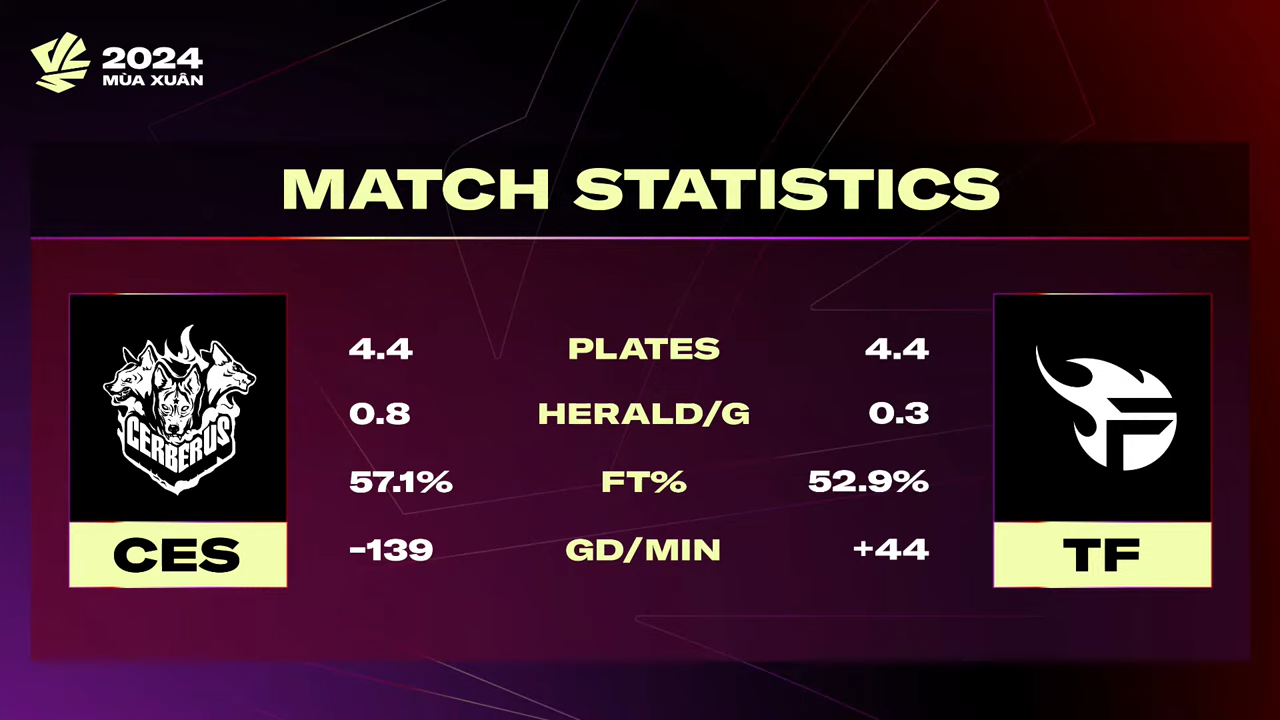 2024
MÙA XUÂN
MATCH STATISTICS
CERBERUS
CES
4.4 PLATES 4.4
0.8 HERALD/G 0.3
57.1% FT% 52.9%
-139 GD/MIN +44
TF